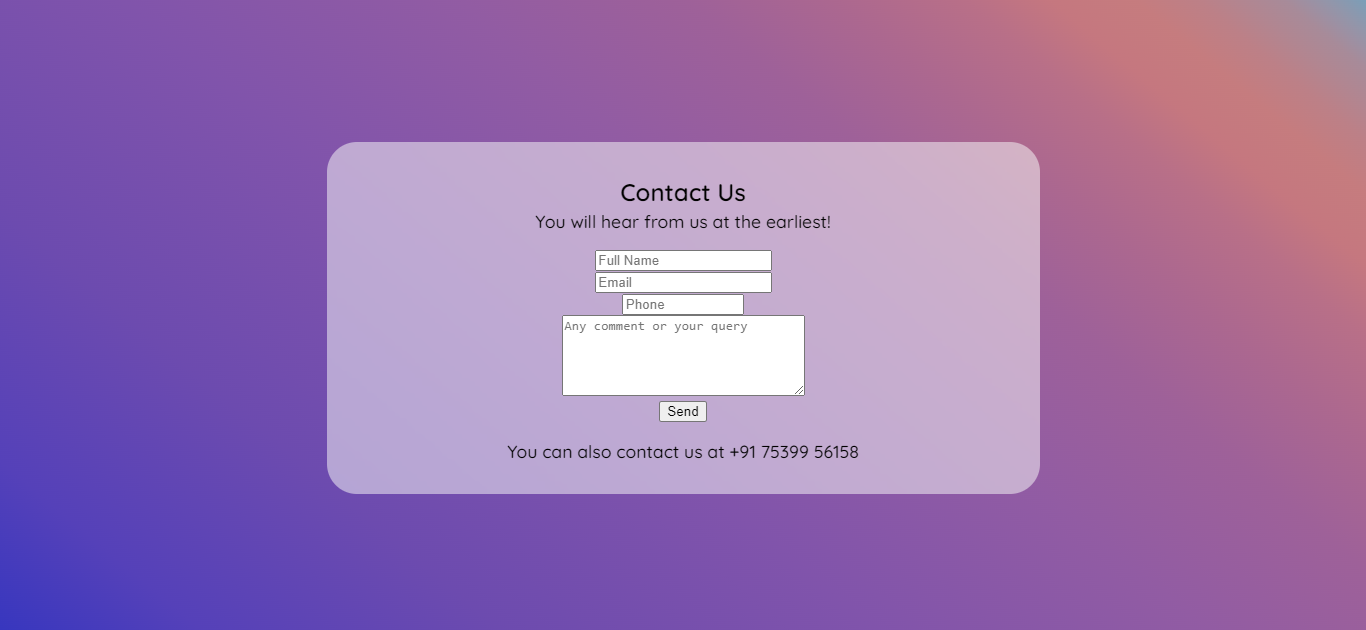 Contact Us
You will hear from us at the earliest!
Full Name
Email
Phone
Any comment or your query
Send
You can also contact us at +91 75399 56158